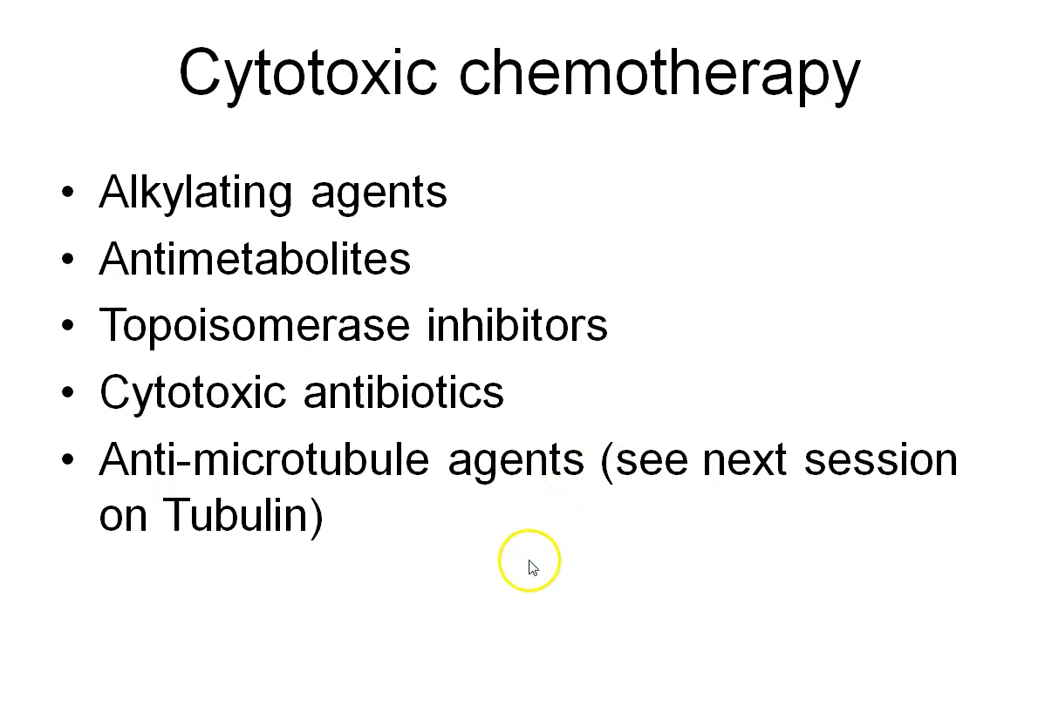 Cytotoxic chemotherapy
• Alkylating agents
• Antimetabolites
• Topoisomerase inhibitors
• Cytotoxic antibiotics
• Anti-microtubule agents (see next session
on Tubulin)